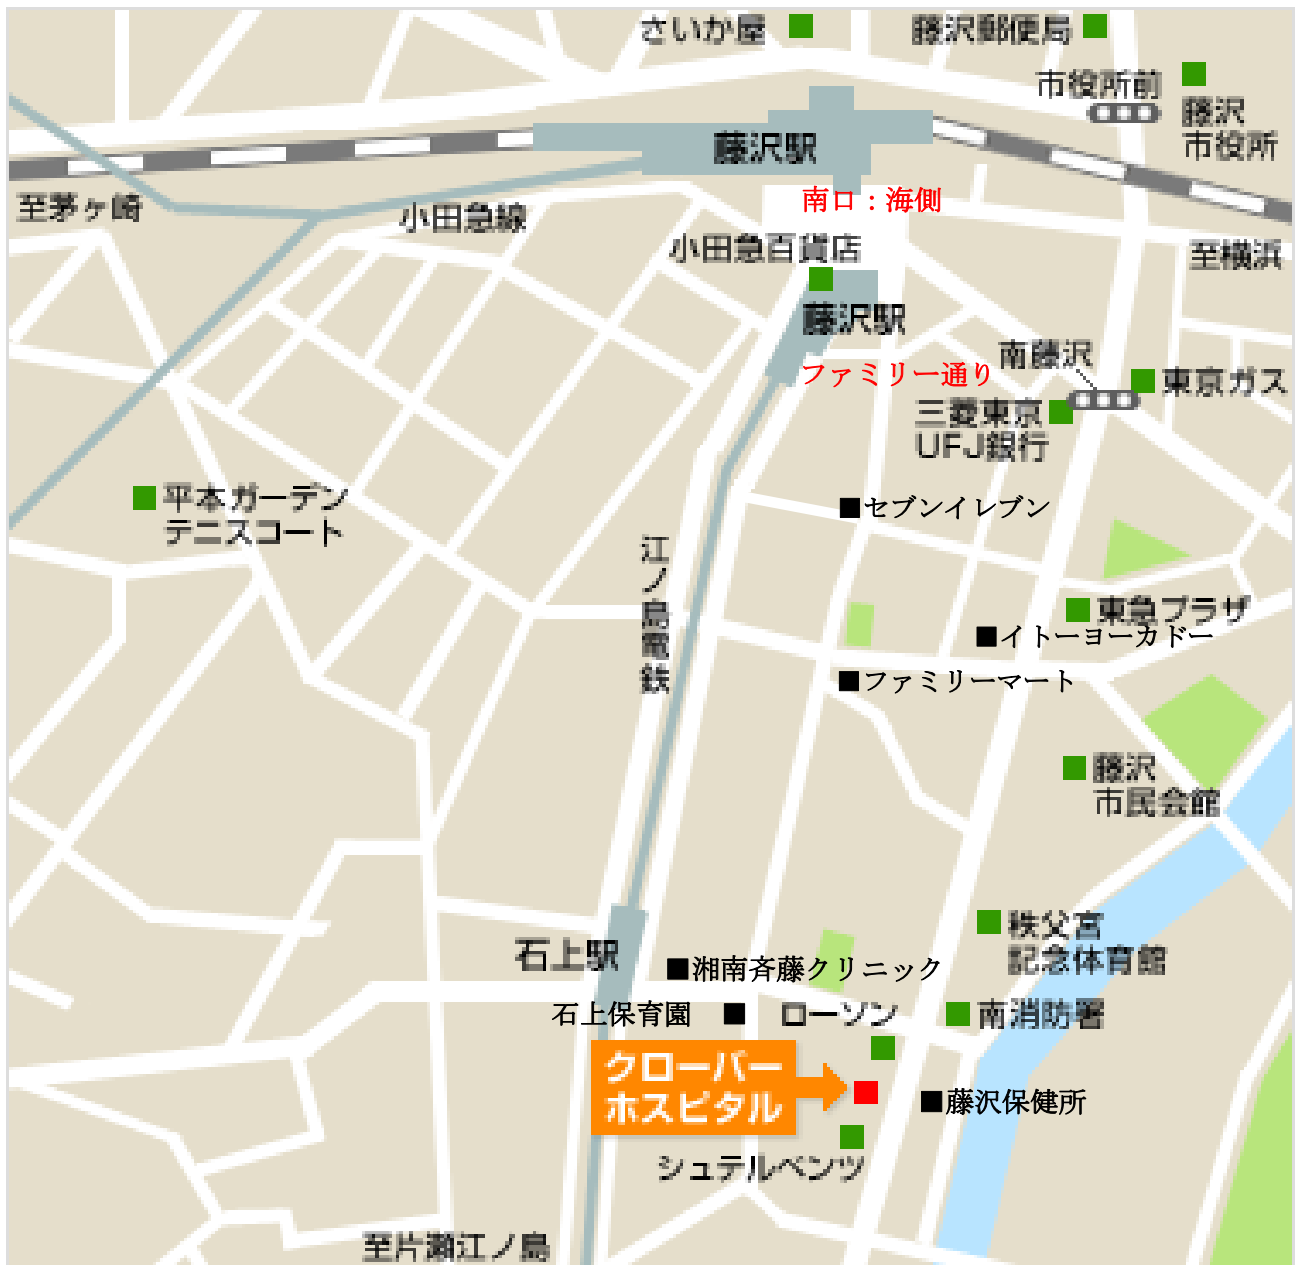 さいか屋
藤沢郵便局
市役所前
藤沢
市役所
藤沢駅
至茅ヶ崎
小田急線
南口：海側
小田急百貨店
至横浜
藤沢駅
南藤沢
ファミリー通り
東京ガス
三菱東京
UFJ銀行
平本ガーデン
テニスコート
■セブンイレブン
江ノ島電鉄
東急プラザ
■イトーヨーカドー
■ファミリーマート
藤沢
市民会館
秩父宮
記念体育館
石上駅
■湘南斉藤クリニック
石上保育園 ■
ローソン
南消防署
クローバー
ホスピタル
■藤沢保健所
シュテルベンツ
至片瀬江ノ島